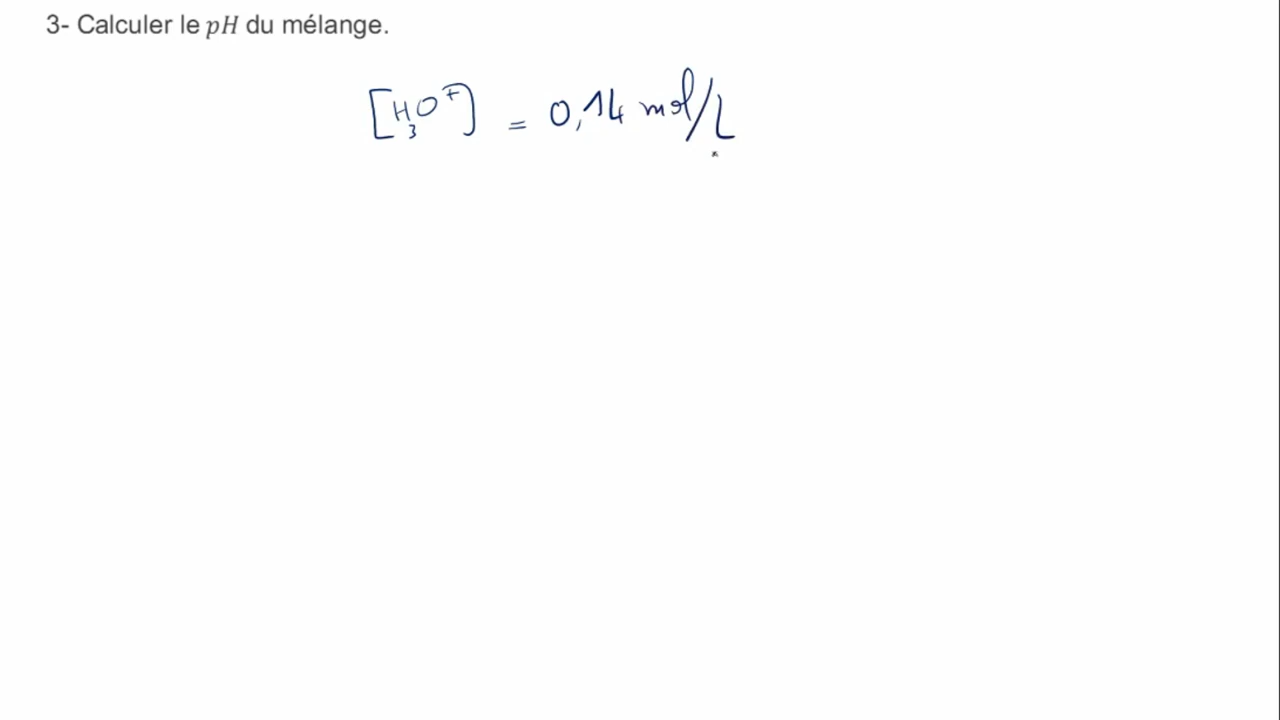 3- Calculer le pH du mélange.
[H₃O⁺] = 0,14 mol/L